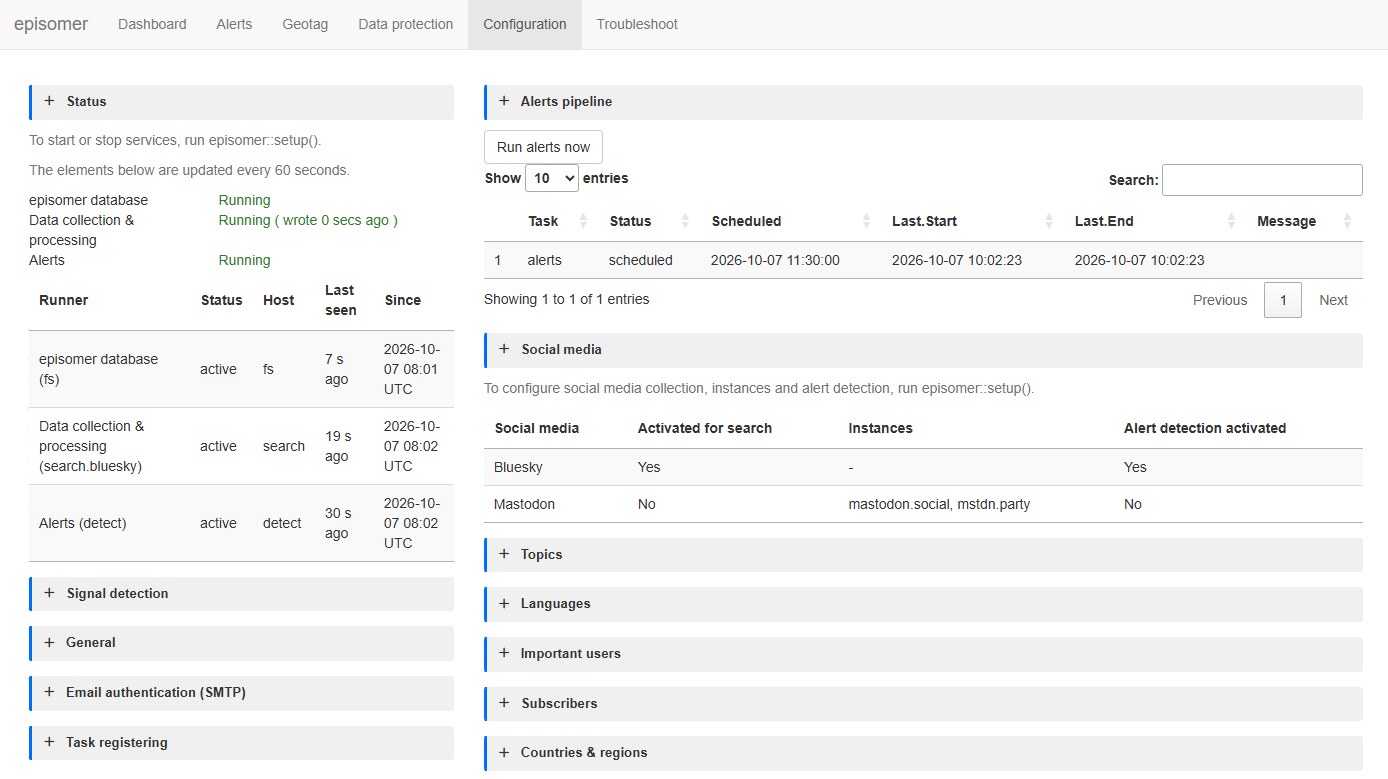 episomer Dashboard Alerts Geotag Data protection Configuration Troubleshoot
+ Status
To start or stop services, run episomer::setup().
The elements below are updated every 60 seconds.
episomer database Running
Data collection & Running ( wrote 0 secs ago )
processing
Alerts Running
Runner Status Host Last seen Since
episomer database (fs) active fs 7 s ago 2026-10-07 08:01 UTC
Data collection & processing (search.bluesky) active search 19 s ago 2026-10-07 08:02 UTC
Alerts (detect) active detect 30 s ago 2026-10-07 08:02 UTC
+ Signal detection
+ General
+ Email authentication (SMTP)
+ Task registering
+ Alerts pipeline
Run alerts now
Show 10 entries Search:
Task Status Scheduled Last.Start Last.End Message
1 alerts scheduled 2026-10-07 11:30:00 2026-10-07 10:02:23 2026-10-07 10:02:23
Showing 1 to 1 of 1 entries Previous 1 Next
+ Social media
To configure social media collection, instances and alert detection, run episomer::setup().
Social media Activated for search Instances Alert detection activated
Bluesky Yes - Yes
Mastodon No mastodon.social, mstdn.party No
+ Topics
+ Languages
+ Important users
+ Subscribers
+ Countries & regions